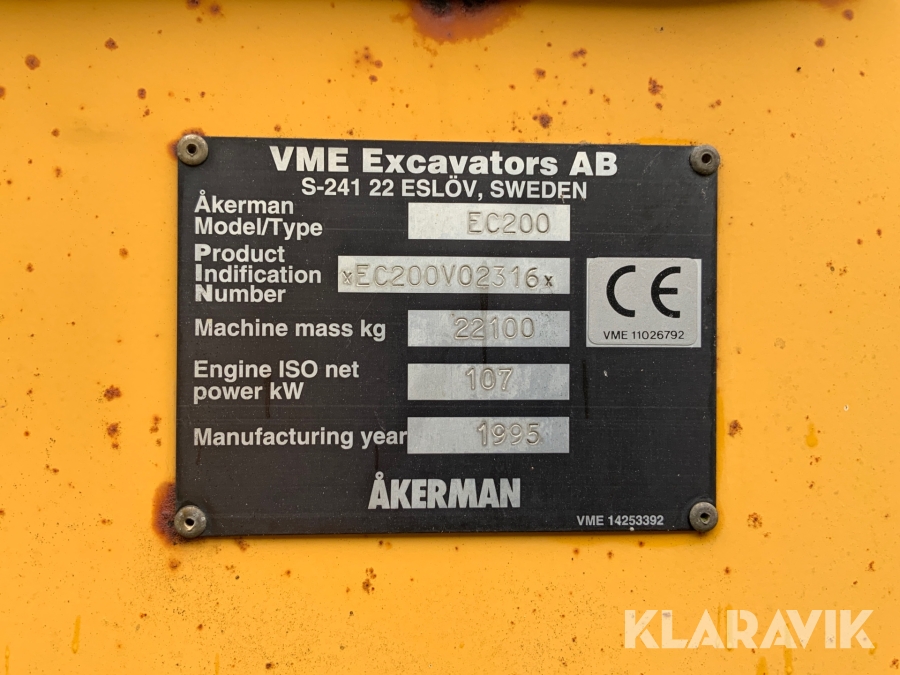 VME Excavators AB
S-241 22 ESLÖV, SWEDEN
Åkerman
Model/Type EC200
Product
Indification
Number xEC200V02316x
CE
VME 11026792
Machine mass kg 22100
Engine ISO net
power kW 107
Manufacturing year 1995
ÅKERMAN
VME 14253392
KLARAVIK